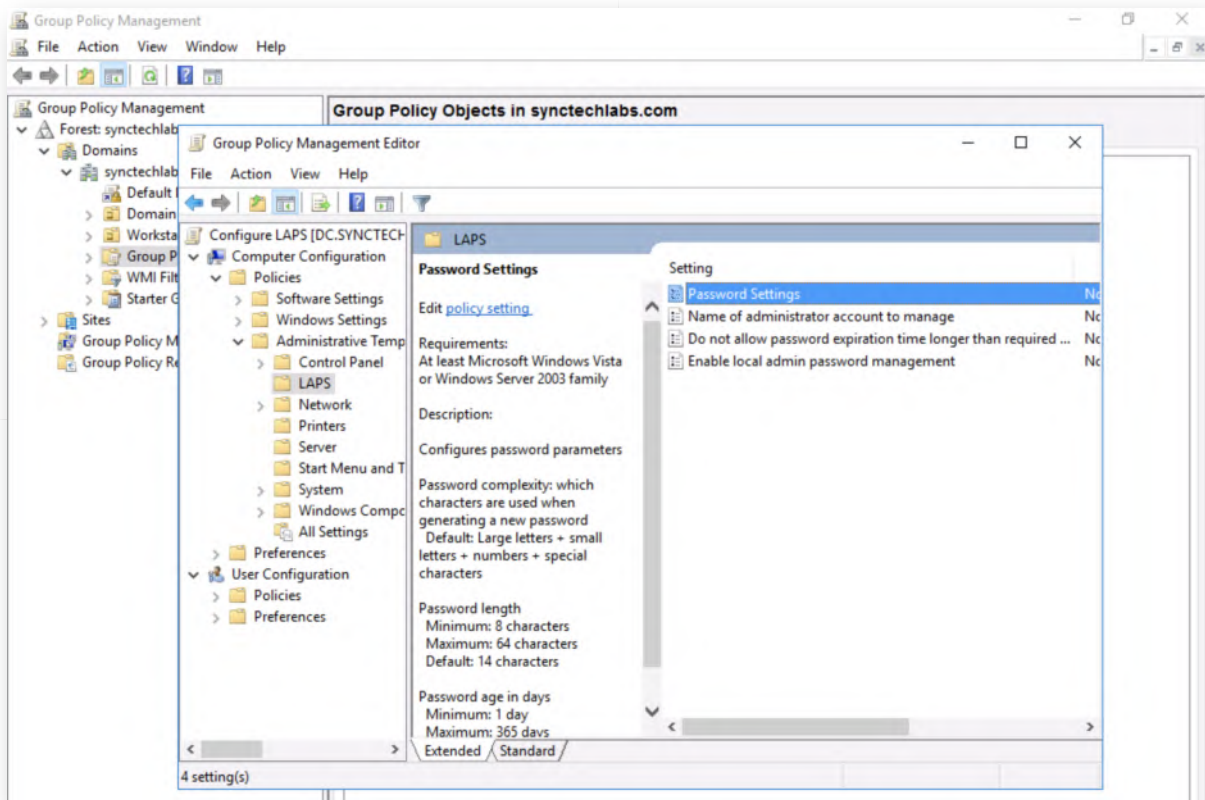 Group Policy Management
File Action View Window Help
Group Policy Management
Forest: synctechlab
Domains
synctechlab
Default
Domain
Worksta
Group P
WMI Filt
Starter G
Sites
Group Policy M
Group Policy Re
Group Policy Objects in synctechlabs.com
Group Policy Management Editor
File Action View Help
Configure LAPS [DC.SYNCTECH
Computer Configuration
Policies
Software Settings
Windows Settings
Administrative Temp
Control Panel
LAPS
Network
Printers
Server
Start Menu and T
System
Windows Compc
All Settings
Preferences
User Configuration
Policies
Preferences
LAPS
Password Settings
Edit policy setting
Requirements:
At least Microsoft Windows Vista
or Windows Server 2003 family
Description:
Configures password parameters
Password complexity: which
characters are used when
generating a new password
Default: Large letters + small
letters + numbers + special
characters
Password length
Minimum: 8 characters
Maximum: 64 characters
Default: 14 characters
Password age in days
Minimum: 1 day
Maximum: 365 days
Setting
Password Settings No
Name of administrator account to manage No
Do not allow password expiration time longer than required ... No
Enable local admin password management No
Extended Standard
4 setting(s)